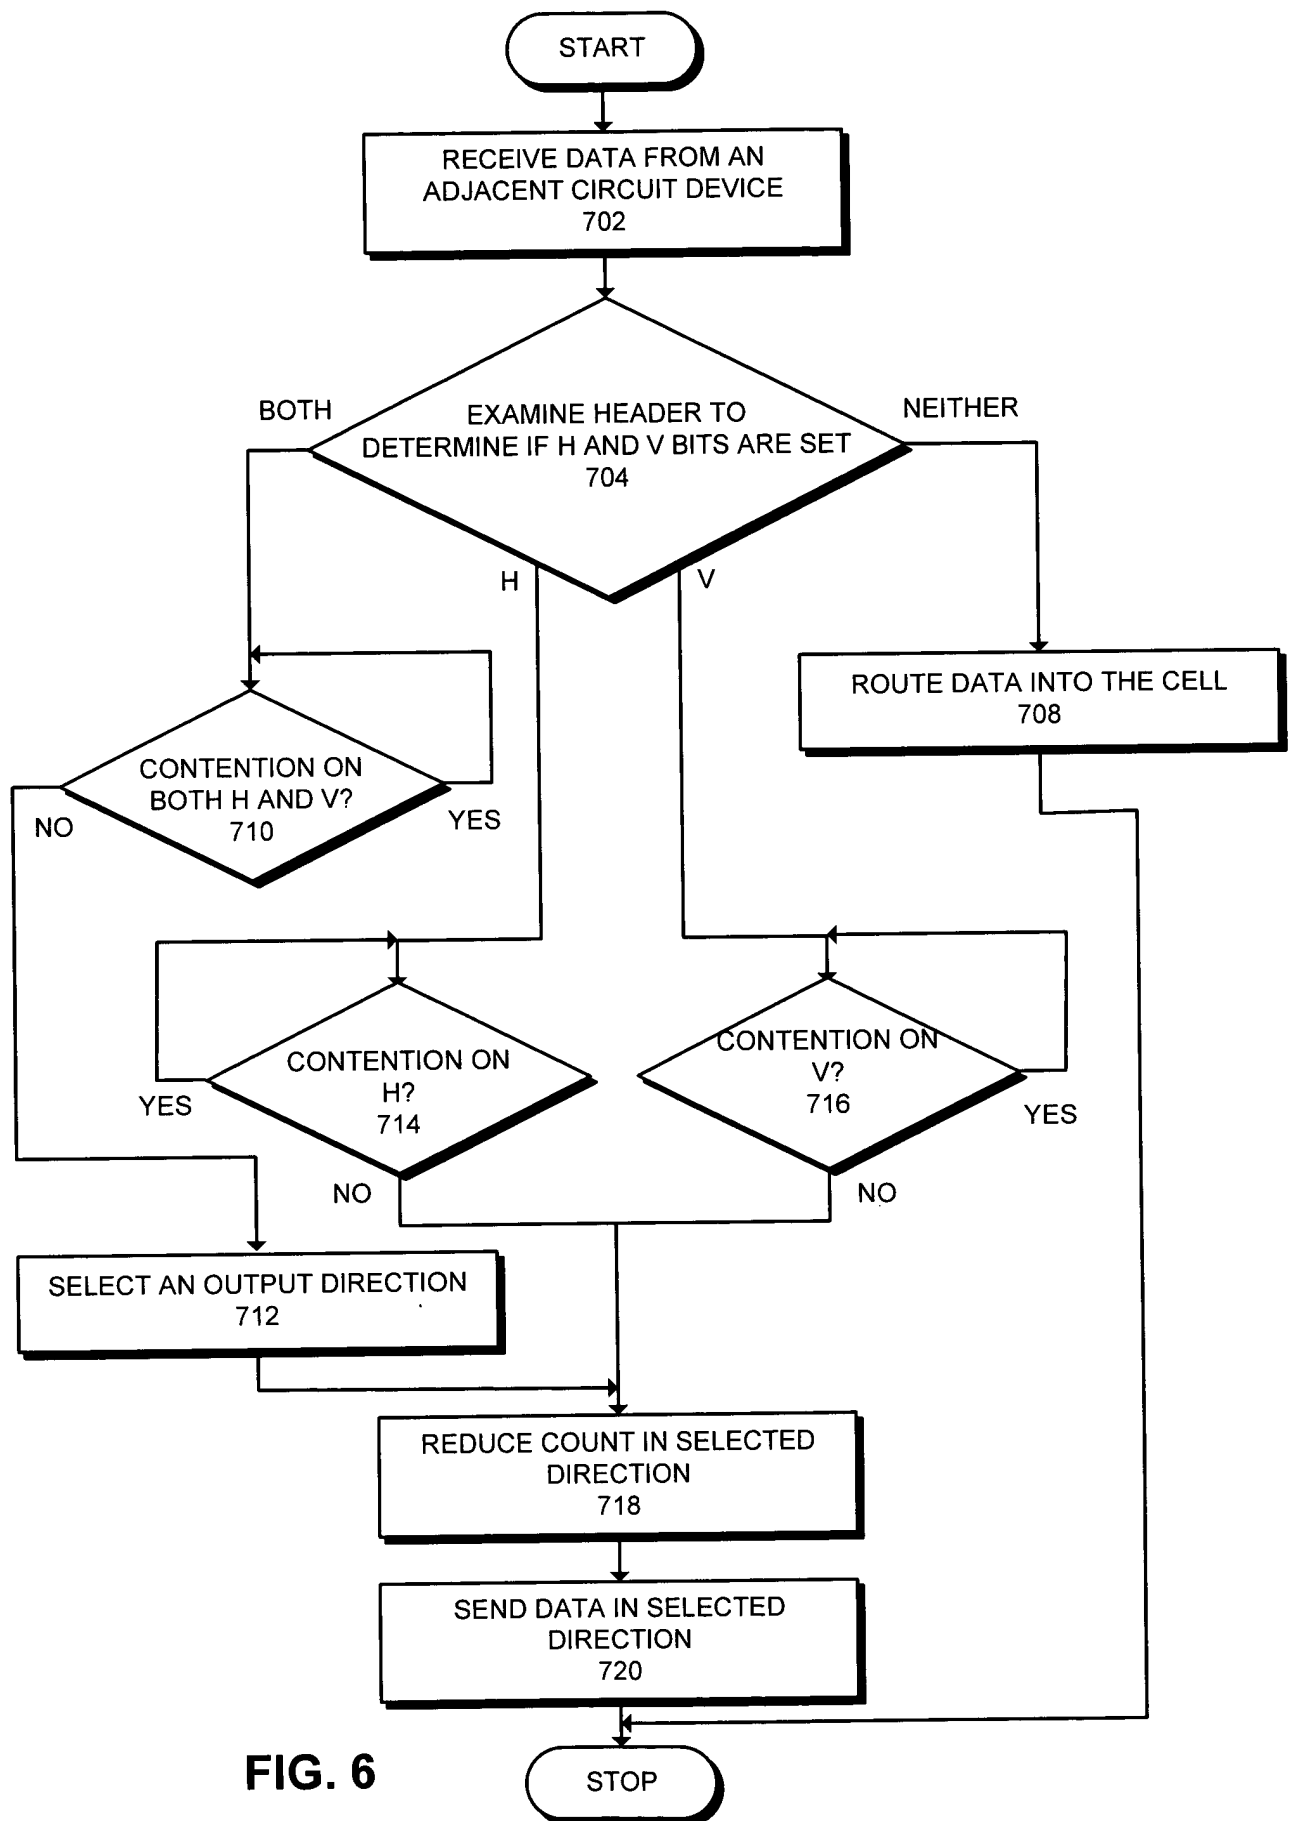 START
RECEIVE DATA FROM AN
ADJACENT CIRCUIT DEVICE
702
BOTH
EXAMINE HEADER TO
DETERMINE IF H AND V BITS ARE SET
704
NEITHER
H
V
ROUTE DATA INTO THE CELL
708
CONTENTION ON
BOTH H AND V?
710
NO
YES
CONTENTION ON
H?
714
YES
NO
CONTENTION ON
V?
716
YES
NO
SELECT AN OUTPUT DIRECTION
712
REDUCE COUNT IN SELECTED
DIRECTION
718
SEND DATA IN SELECTED
DIRECTION
720
FIG. 6
STOP